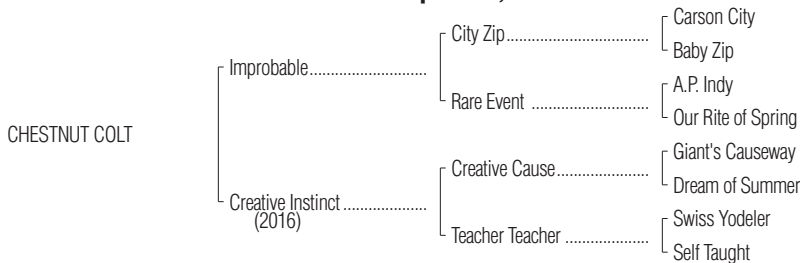 Carson City
City Zip
Baby Zip
Improbable
A.P. Indy
Rare Event
Our Rite of Spring
CHESTNUT COLT
Giant's Causeway
Creative Cause
Dream of Summer
Creative Instinct
(2016)
Swiss Yodeler
Teacher Teacher
Self Taught